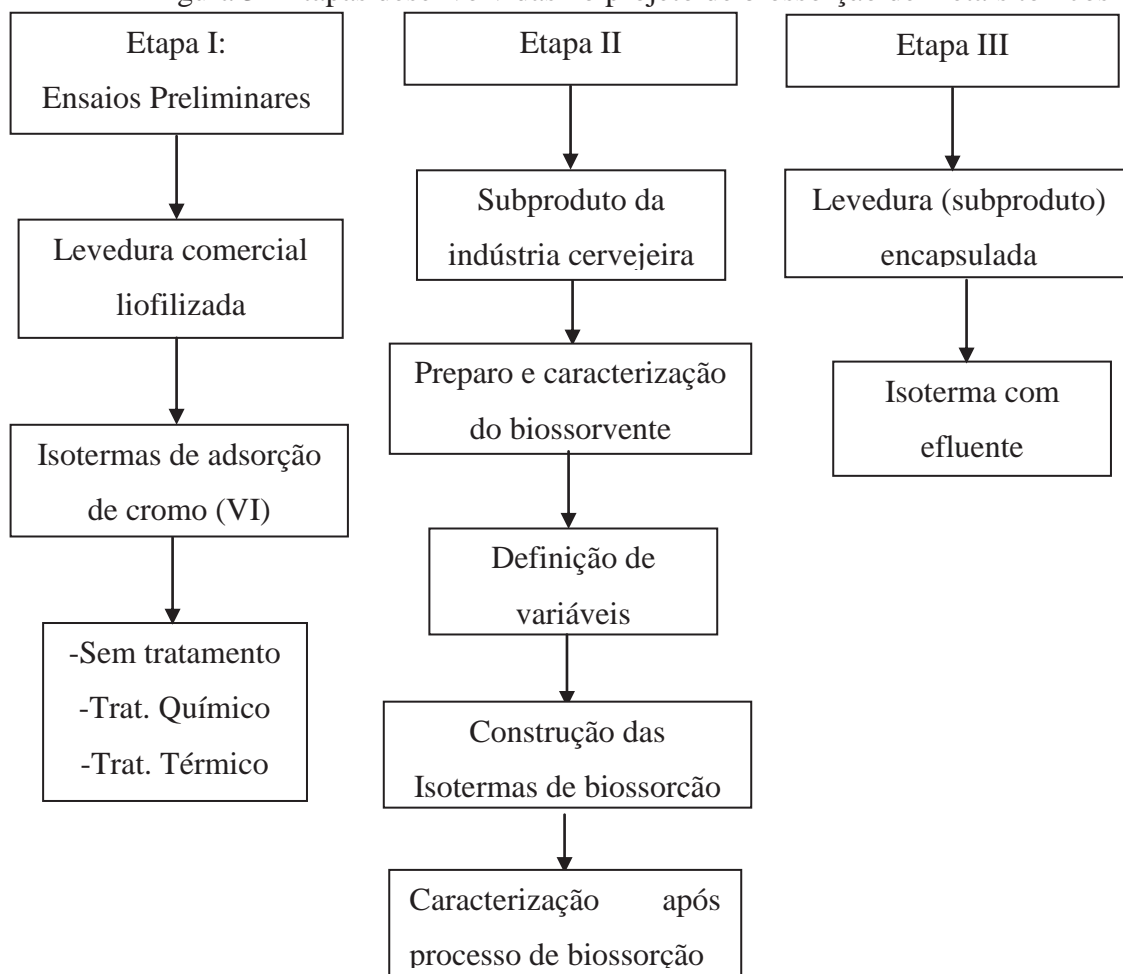 Etapa I:
Ensaios Preliminares
Levedura comercial
liofilizada
Isotermas de adsorção
de cromo (VI)
-Sem tratamento
-Trat. Químico
-Trat. Térmico
Etapa II
Subproduto da
indústria cervejeira
Preparo e caracterização
do biossorvente
Definição de
variáveis
Construção das
Isotermas de biossorção
Caracterização após
processo de biossorção
Etapa III
Levedura (subproduto)
encapsulada
Isoterma com
efluente